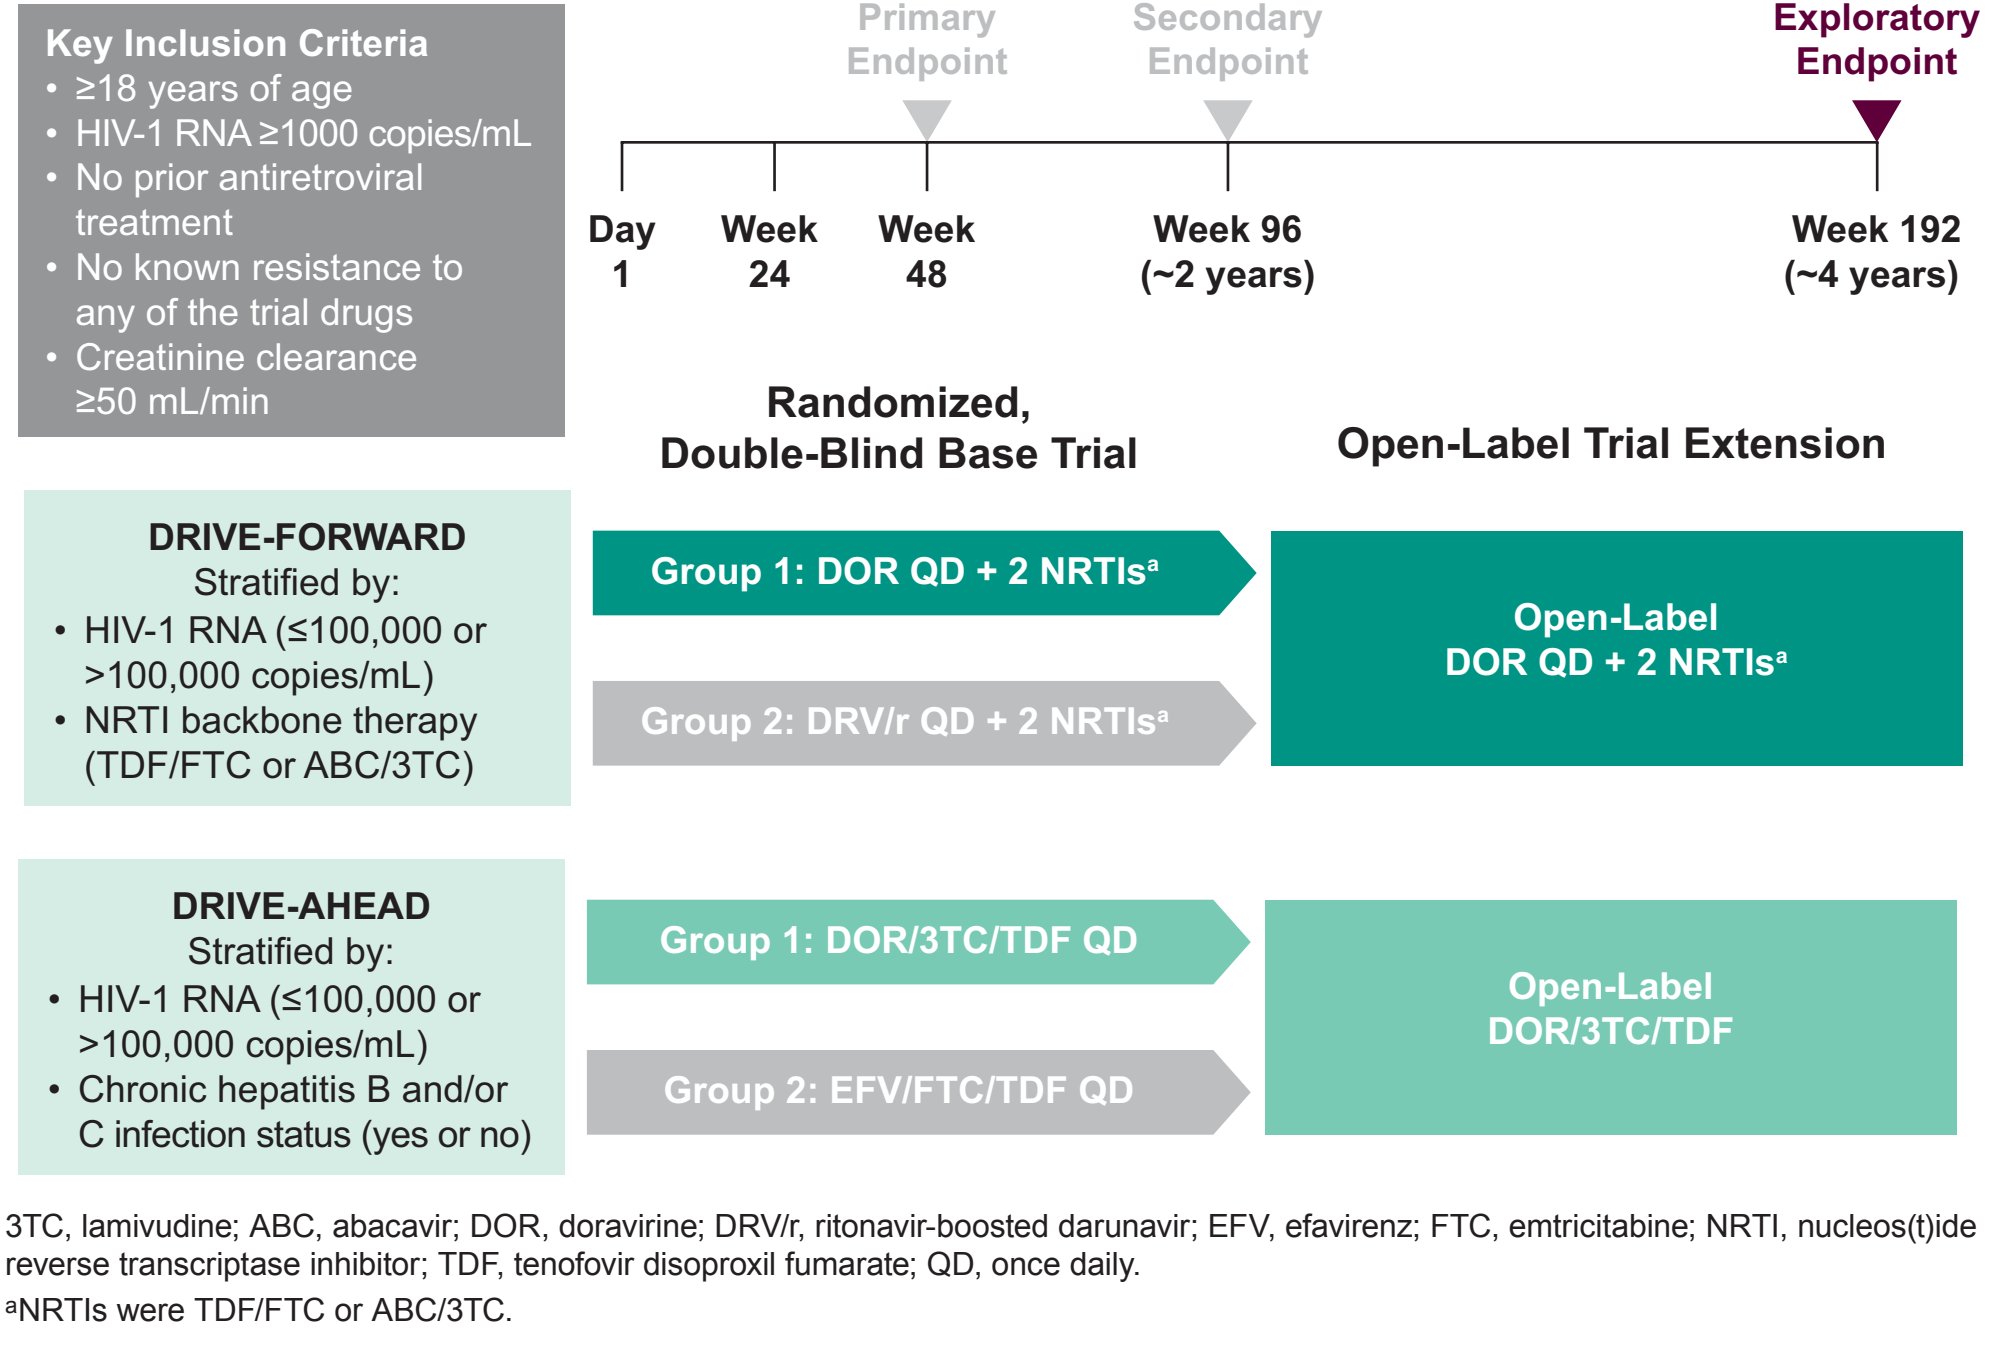 Key Inclusion Criteria
• ≥18 years of age
• HIV-1 RNA ≥1000 copies/mL
• No prior antiretroviral
treatment
• No known resistance to
any of the trial drugs
• Creatinine clearance
≥50 mL/min
Primary
Endpoint
Secondary
Endpoint
Exploratory
Endpoint
Day
1
Week
24
Week
48
Week 96
(~2 years)
Week 192
(~4 years)
Randomized,
Double-Blind Base Trial
Open-Label Trial Extension
DRIVE-FORWARD
Stratified by:
• HIV-1 RNA (≤100,000 or
>100,000 copies/mL)
• NRTI backbone therapy
(TDF/FTC or ABC/3TC)
Group 1: DOR QD + 2 NRTIsᵃ
Group 2: DRV/r QD + 2 NRTIsᵃ
Open-Label
DOR QD + 2 NRTIsᵃ
DRIVE-AHEAD
Stratified by:
• HIV-1 RNA (≤100,000 or
>100,000 copies/mL)
• Chronic hepatitis B and/or
C infection status (yes or no)
Group 1: DOR/3TC/TDF QD
Group 2: EFV/FTC/TDF QD
Open-Label
DOR/3TC/TDF
3TC, lamivudine; ABC, abacavir; DOR, doravirine; DRV/r, ritonavir-boosted darunavir; EFV, efavirenz; FTC, emtricitabine; NRTI, nucleos(t)ide
reverse transcriptase inhibitor; TDF, tenofovir disoproxil fumarate; QD, once daily.
ᵃNRTIs were TDF/FTC or ABC/3TC.